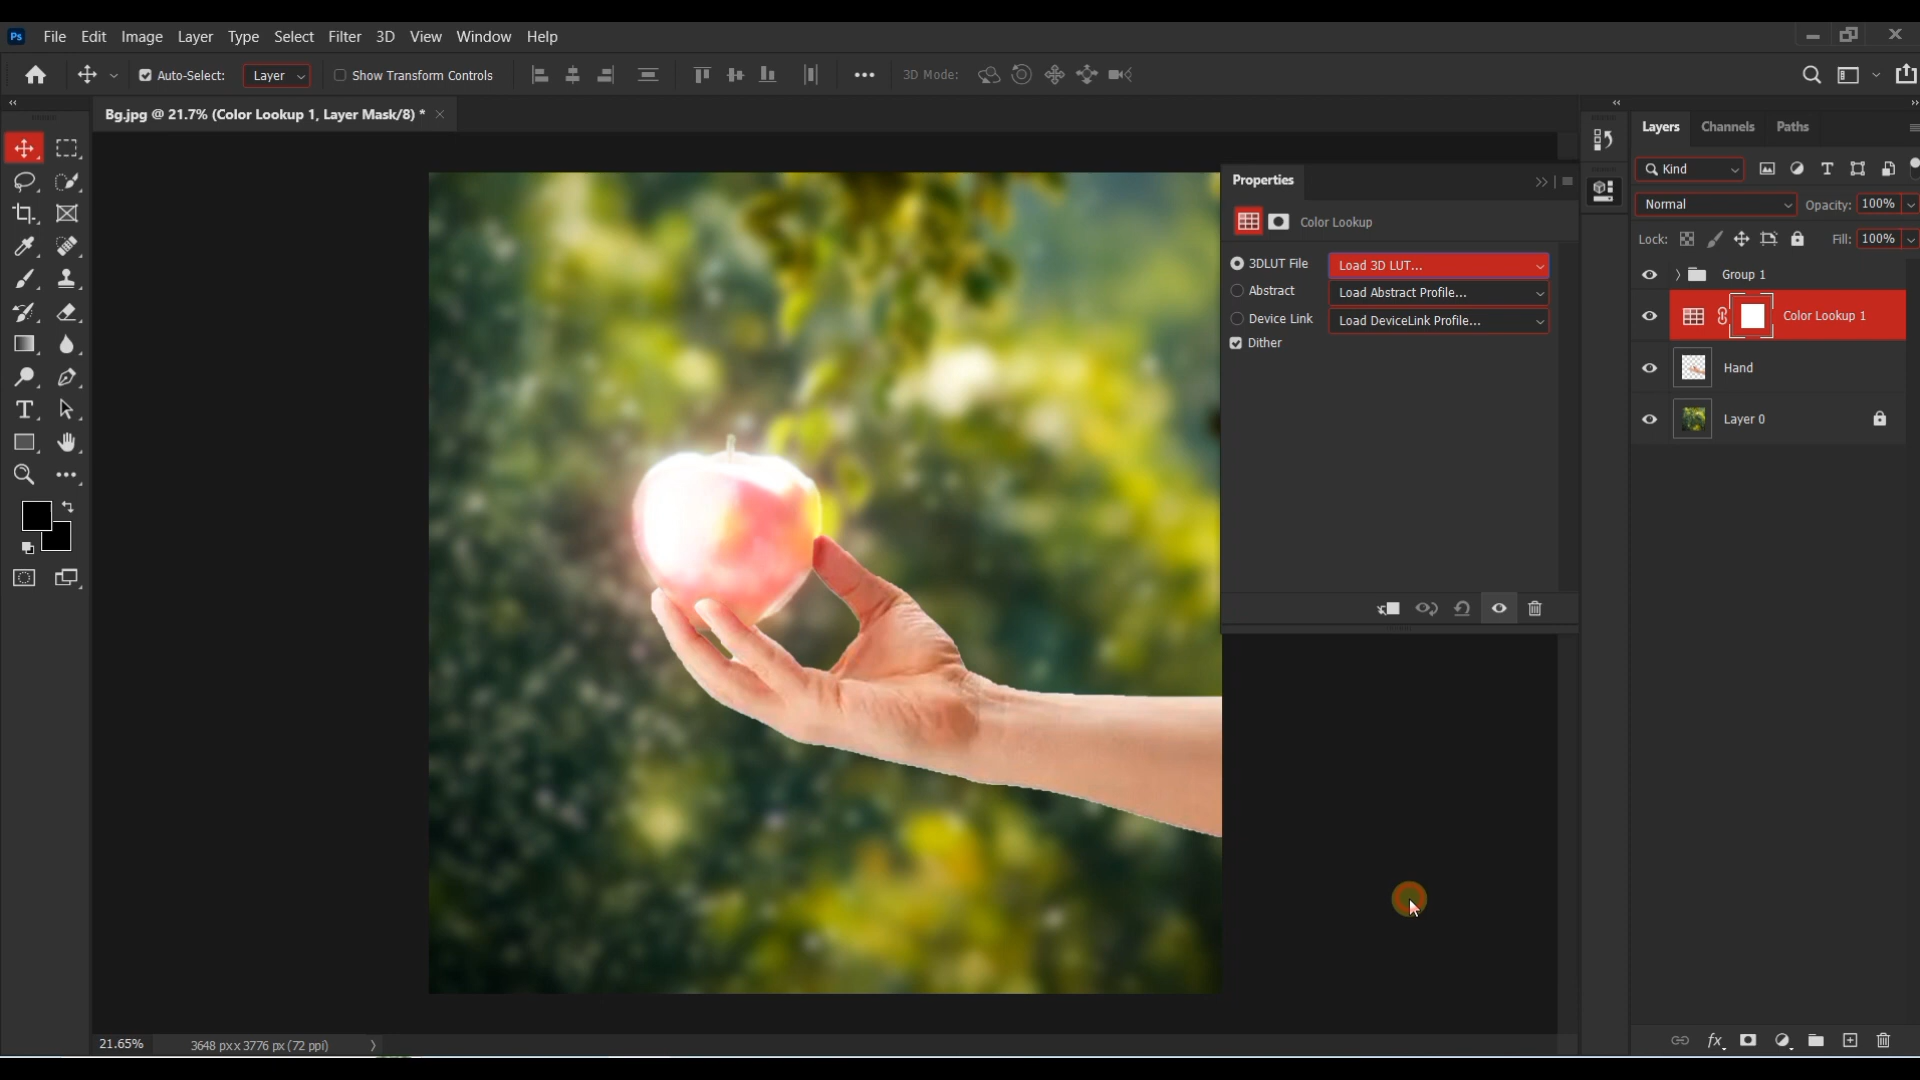 Ps File Edit Image Layer Type Select Filter 3D View Window Help
Auto-Select: Layer Show Transform Controls 3D Mode:
Bg.jpg @ 21.7% (Color Lookup 1, Layer Mask/8) *
Properties
Color Lookup
3DLUT File Load 3D LUT...
Abstract Load Abstract Profile...
Device Link Load DeviceLink Profile...
Dither
Layers Channels Paths
Kind
Normal Opacity: 100%
Lock: Fill: 100%
Group 1
Color Lookup 1
Hand
Layer 0
fx
21.65% 3648 px x 3776 px (72 ppi)